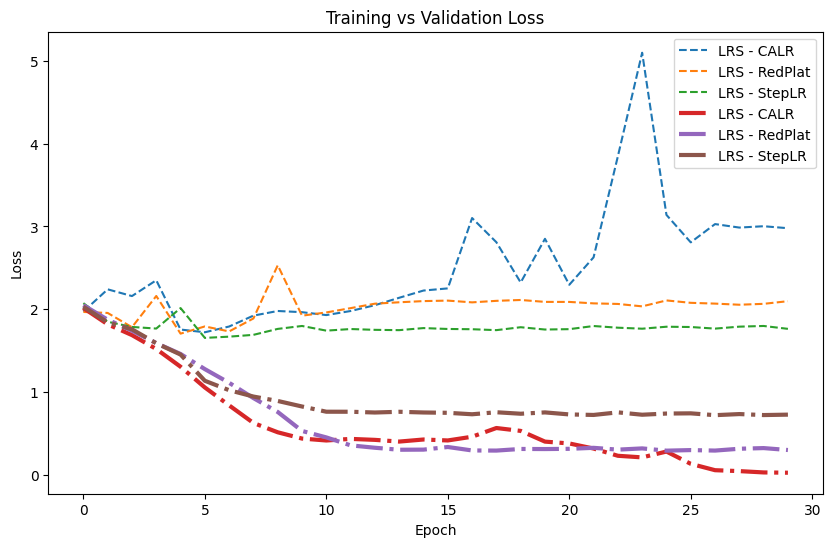 Training vs Validation Loss
LRS - CALR
LRS - RedPlat
LRS - StepLR
LRS - CALR
LRS - RedPlat
LRS - StepLR
Loss
5
4
3
2
1
0
0 5 10 15 20 25 30
Epoch